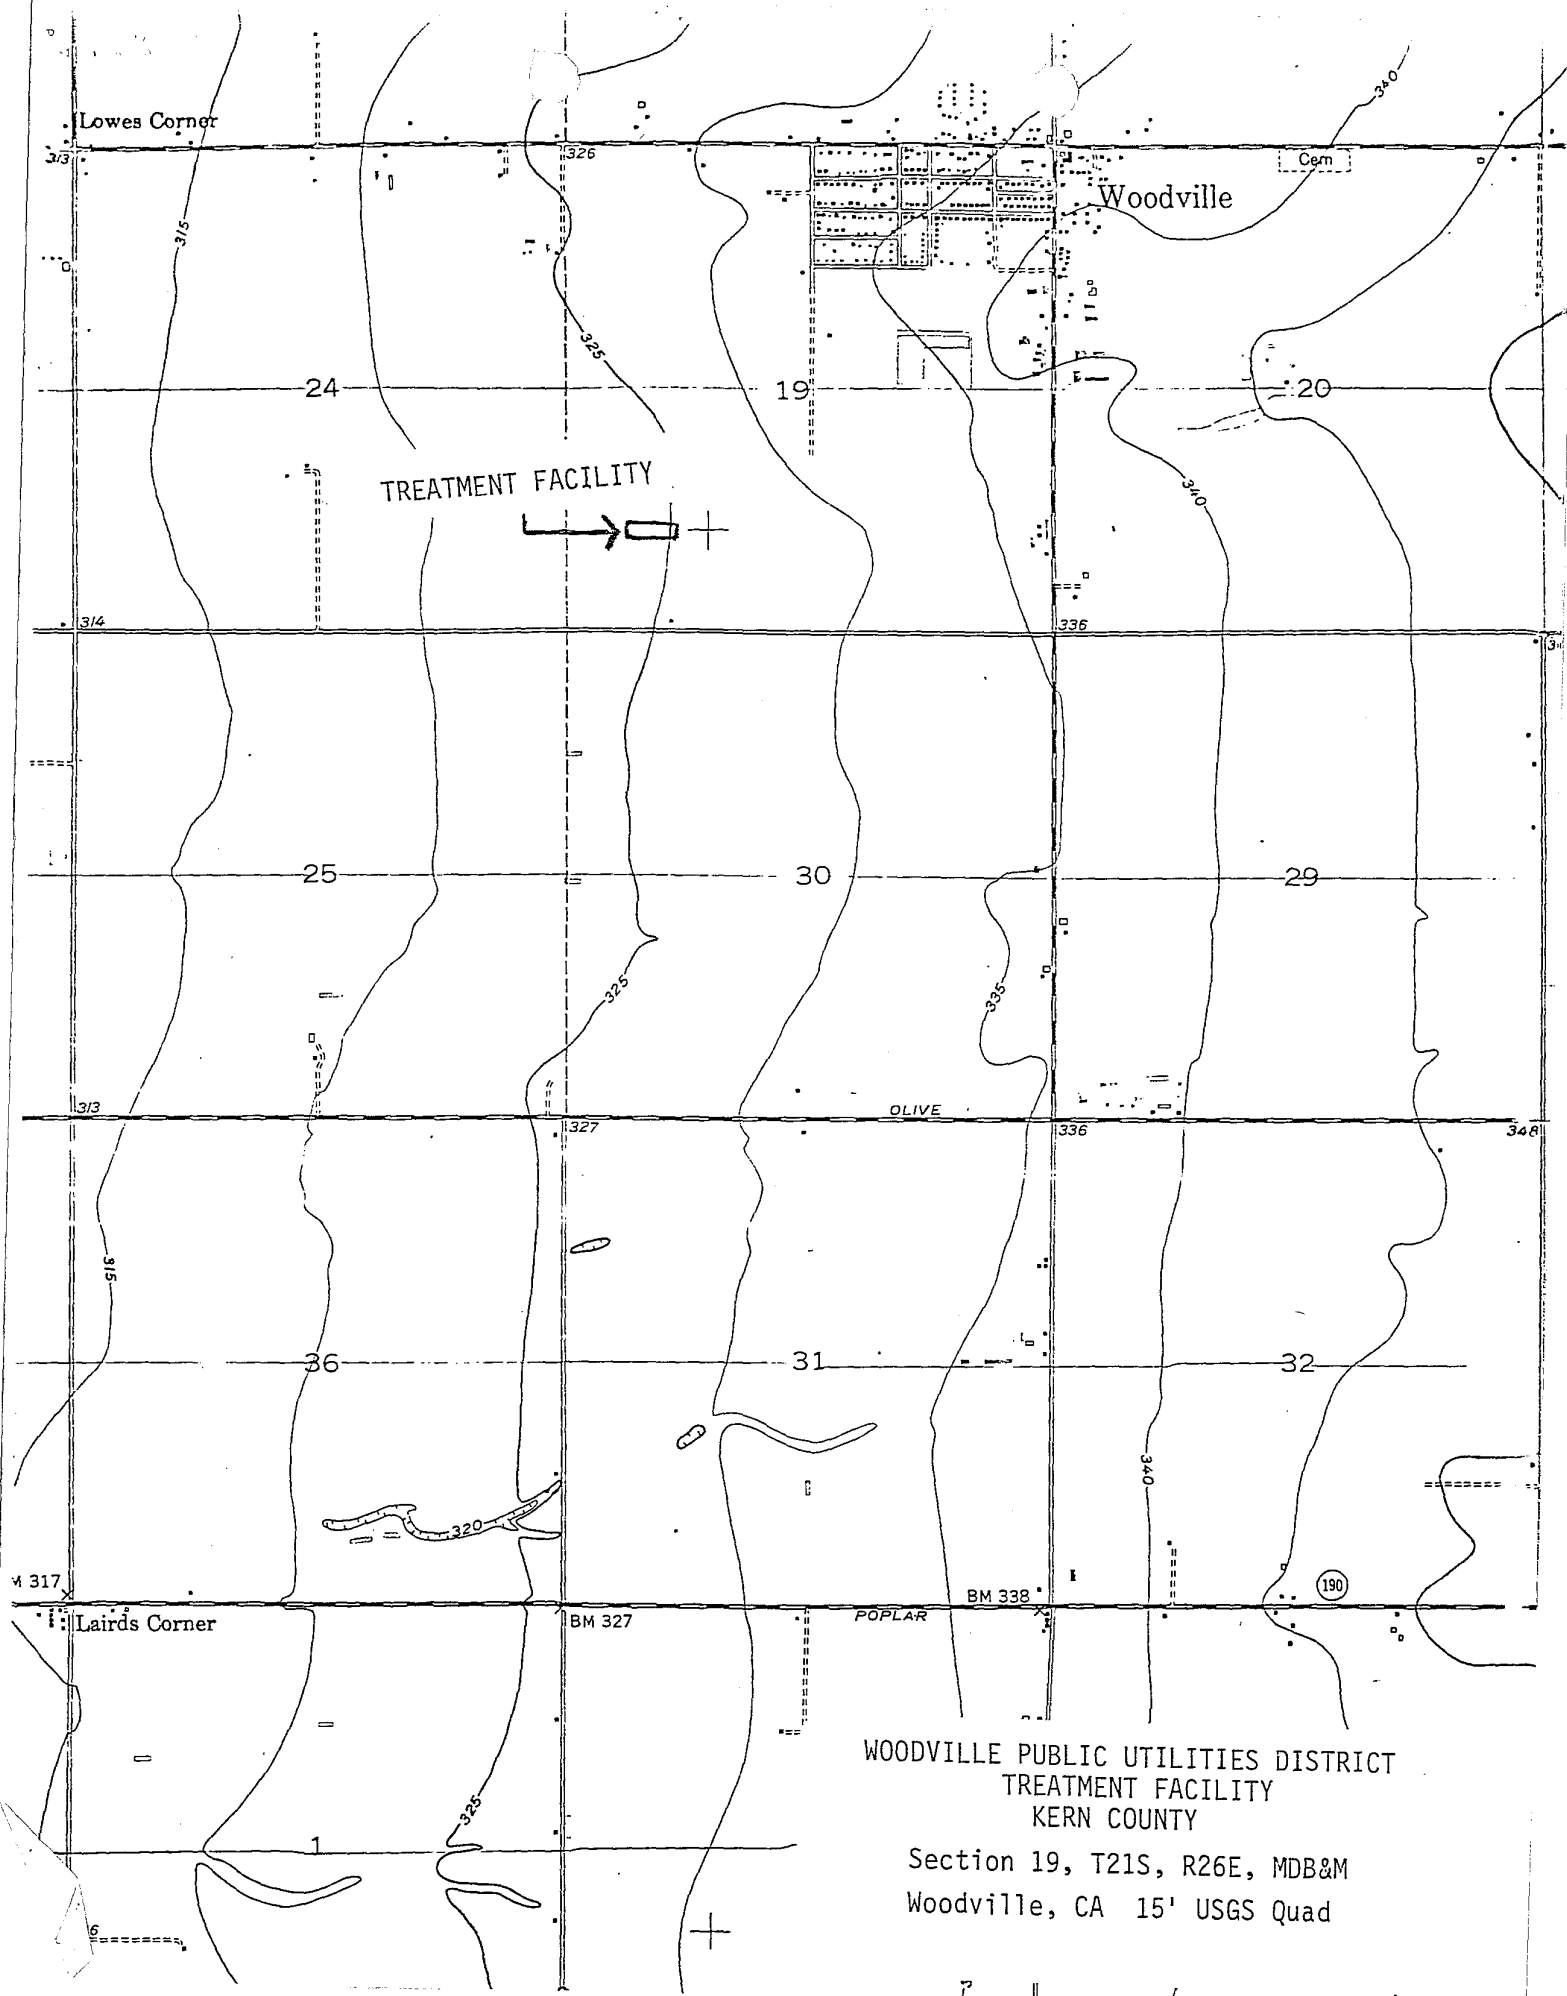 Lowes Corner
313
326
340
Cem
Woodville
315
325
24
19
20
TREATMENT FACILITY
340
314
336
25
30
29
325
335
313
OLIVE
327
336
348
315
36
31
32
340
320
M 317
190
BM 338
POPLAR
Lairds Corner
BM 327
325
1
6
WOODVILLE PUBLIC UTILITIES DISTRICT
TREATMENT FACILITY
KERN COUNTY
Section 19, T21S, R26E, MDB&M
Woodville, CA 15' USGS Quad